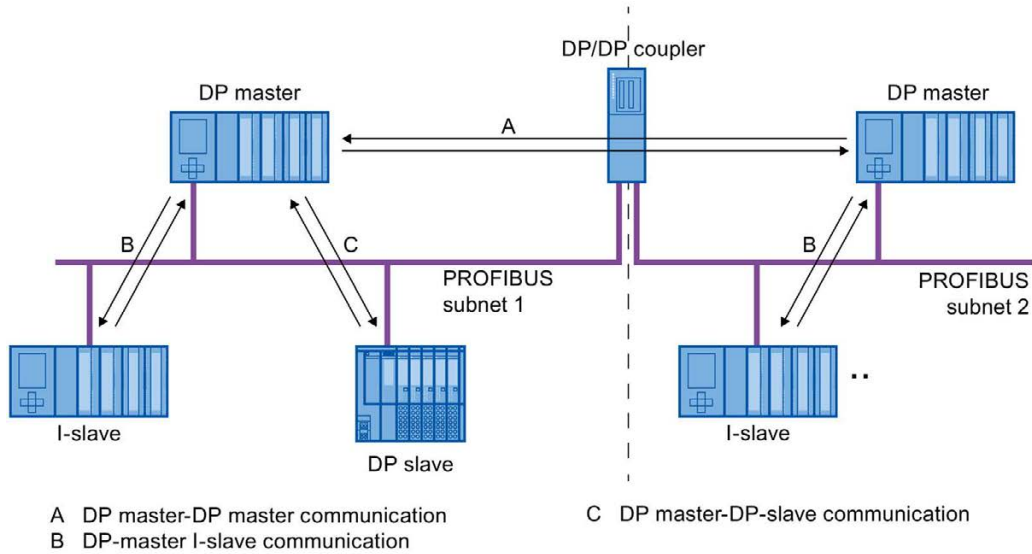 DP/DP coupler
DP master
DP master
A
B
C
B
PROFIBUS
subnet 1
PROFIBUS
subnet 2
..
I-slave
DP slave
I-slave
A DP master-DP master communication
B DP-master I-slave communication
C DP master-DP-slave communication